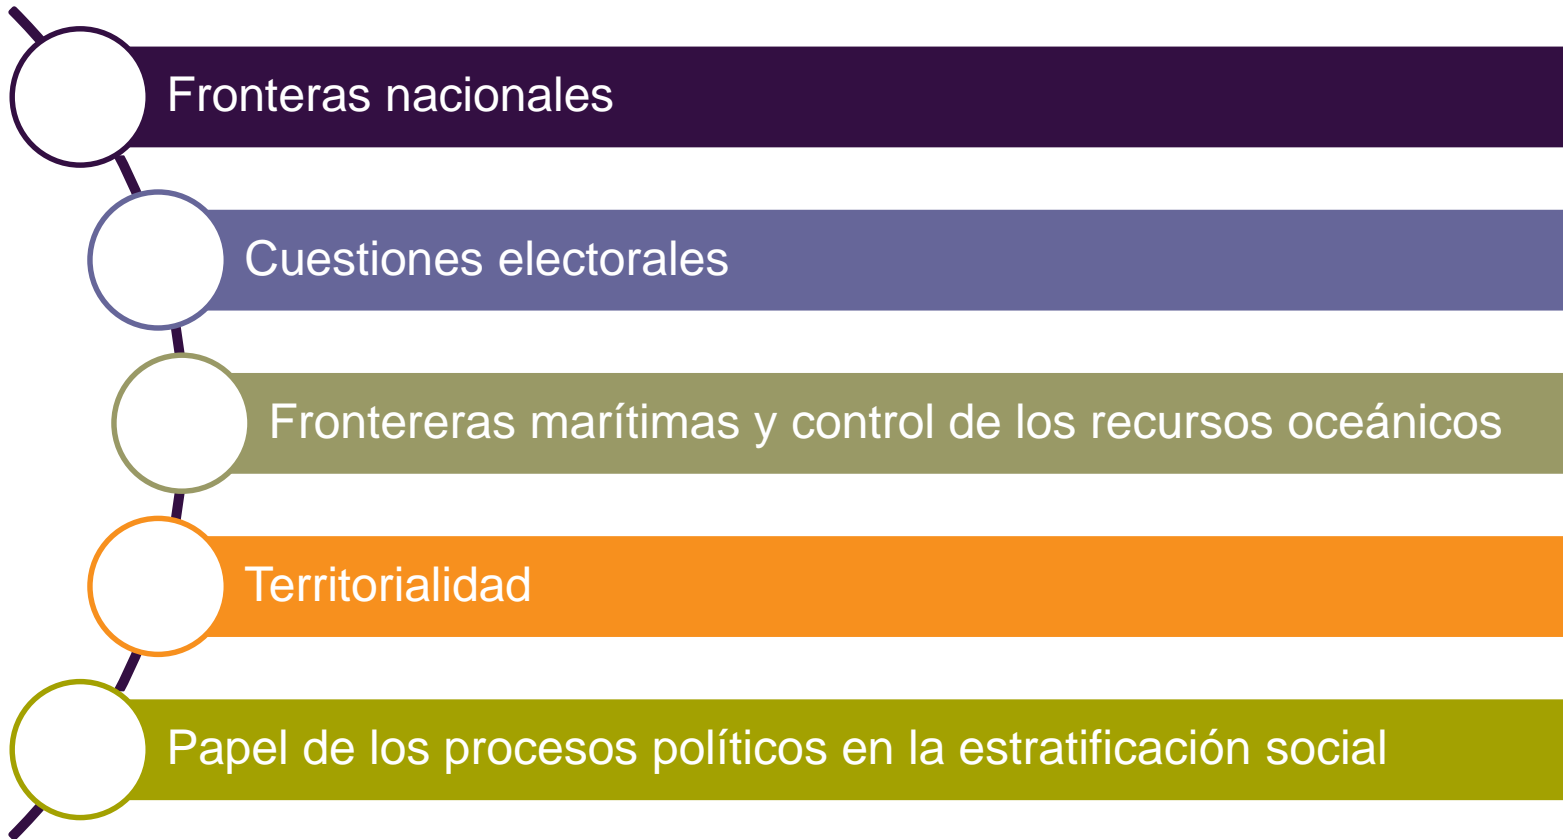 Fronteras nacionales
Cuestiones electorales
Frontereras marítimas y control de los recursos oceánicos
Territorialidad
Papel de los procesos políticos en la estratificación social